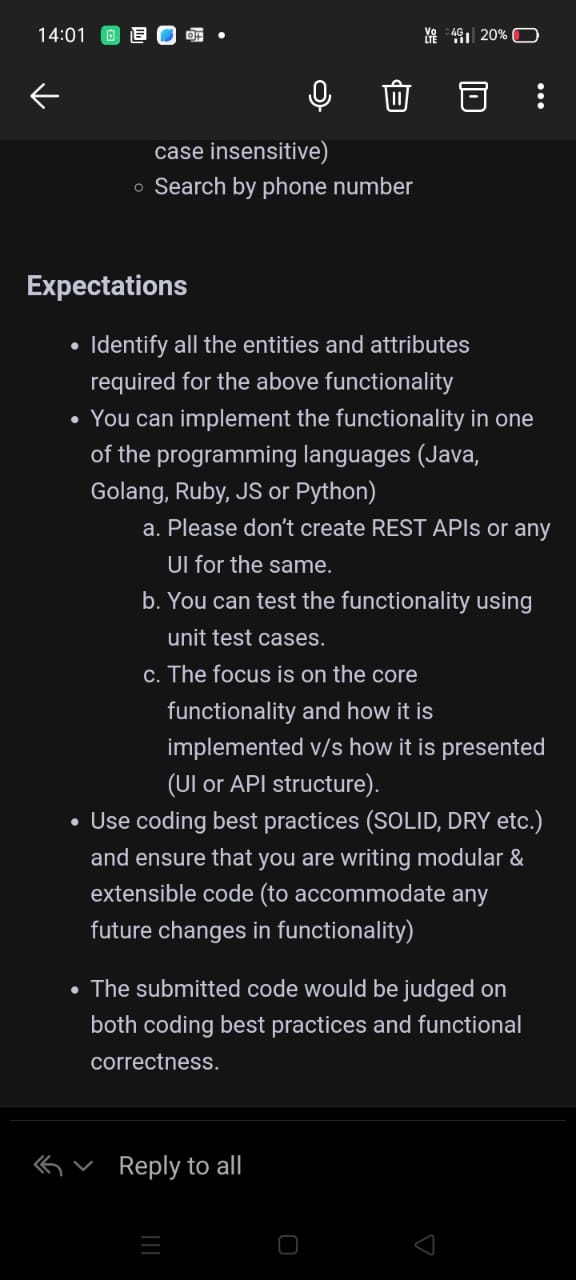 14:01
Vo LTE 4G 20%
case insensitive)
Search by phone number
Expectations
Identify all the entities and attributes
required for the above functionality
You can implement the functionality in one
of the programming languages (Java,
Golang, Ruby, JS or Python)
a. Please don't create REST APIs or any
UI for the same.
b. You can test the functionality using
unit test cases.
c. The focus is on the core
functionality and how it is
implemented v/s how it is presented
(UI or API structure).
Use coding best practices (SOLID, DRY etc.)
and ensure that you are writing modular &
extensible code (to accommodate any
future changes in functionality)
The submitted code would be judged on
both coding best practices and functional
correctness.
Reply to all